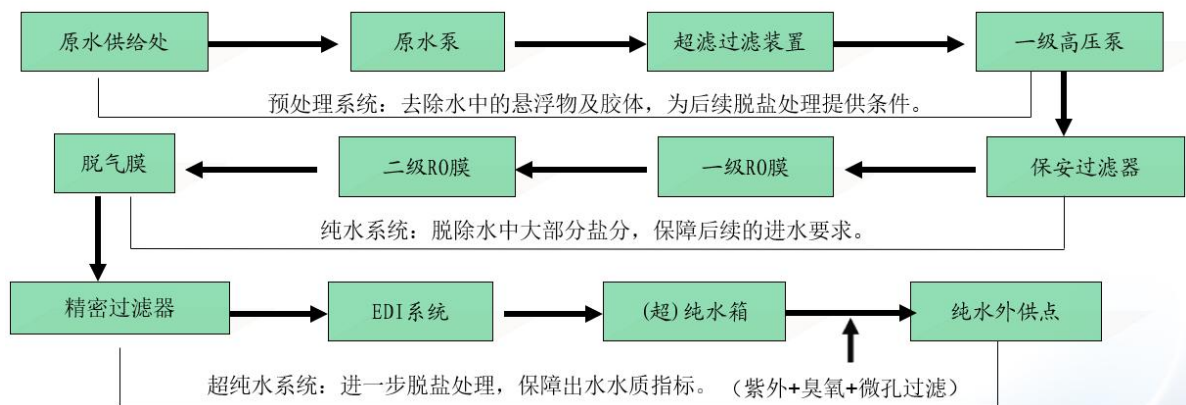 原水供给处
原水泵
超滤过滤装置
一级高压泵
预处理系统：去除水中的悬浮物及胶体，为后续脱盐处理提供条件。
脱气膜
二级RO膜
一级RO膜
保安过滤器
纯水系统：脱除水中大部分盐分，保障后续的进水要求。
精密过滤器
EDI系统
(超)纯水箱
纯水外供点
超纯水系统：进一步脱盐处理，保障出水水质指标。（紫外+臭氧+微孔过滤）